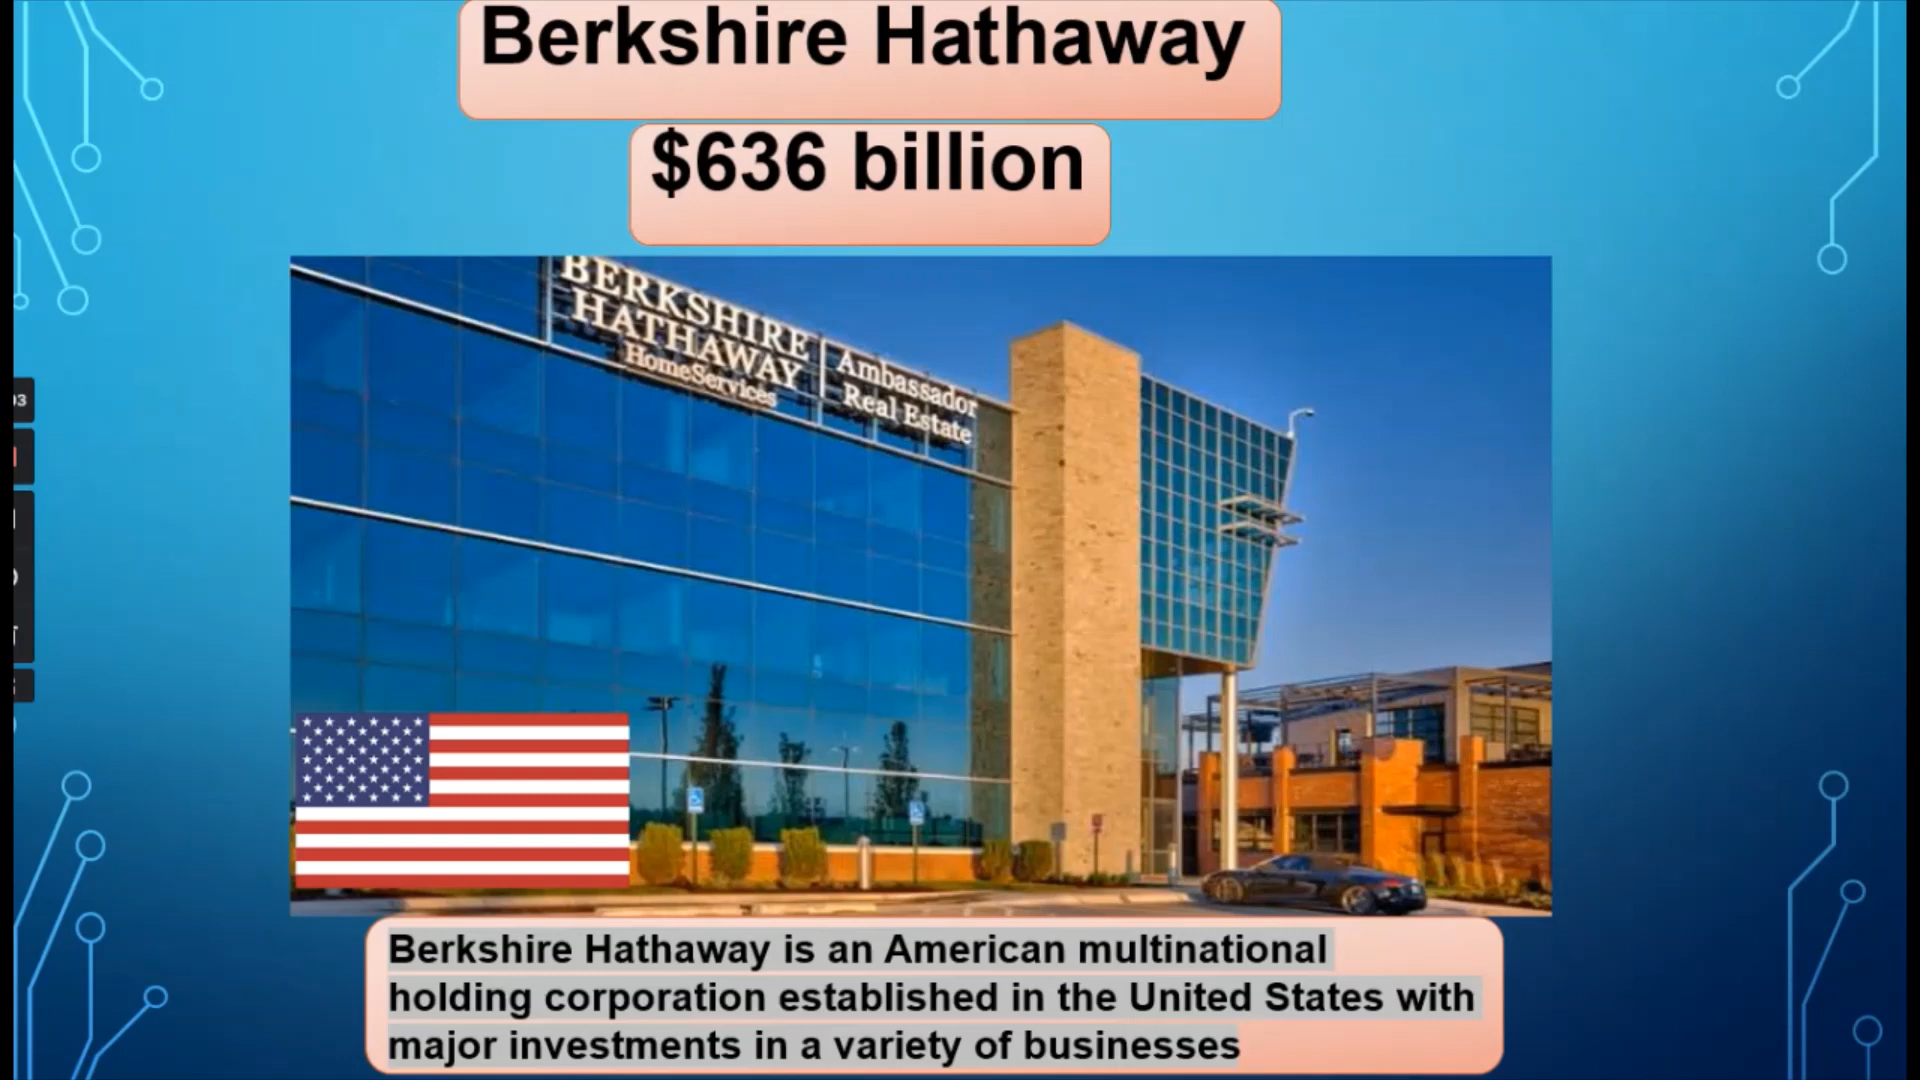 Berkshire Hathaway
$636 billion
BERKSHIRE
HATHAWAY
HomeServices
Ambassador
Real Estate
03
Berkshire Hathaway is an American multinational
holding corporation established in the United States with
major investments in a variety of businesses